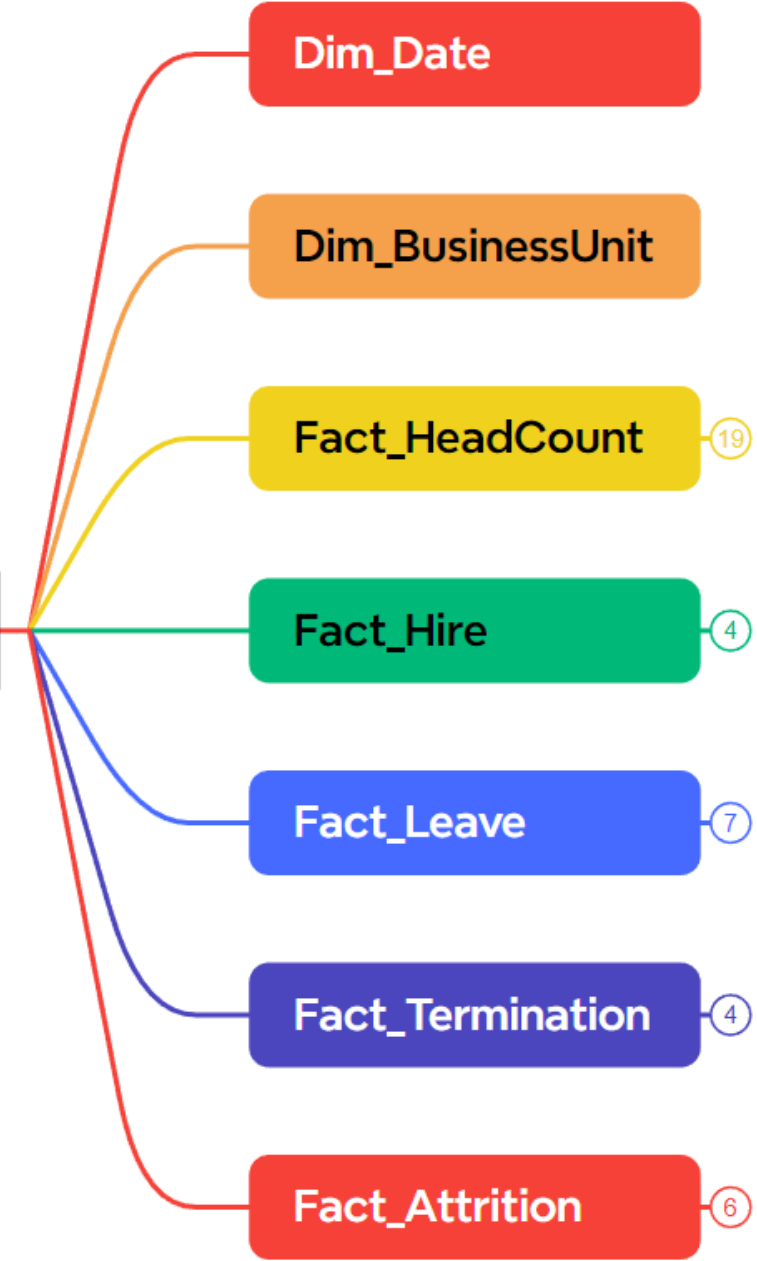 Dim_Date
Dim_BusinessUnit
Fact_HeadCount
19
Fact_Hire
4
Fact_Leave
7
Fact_Termination
4
Fact_Attrition
6